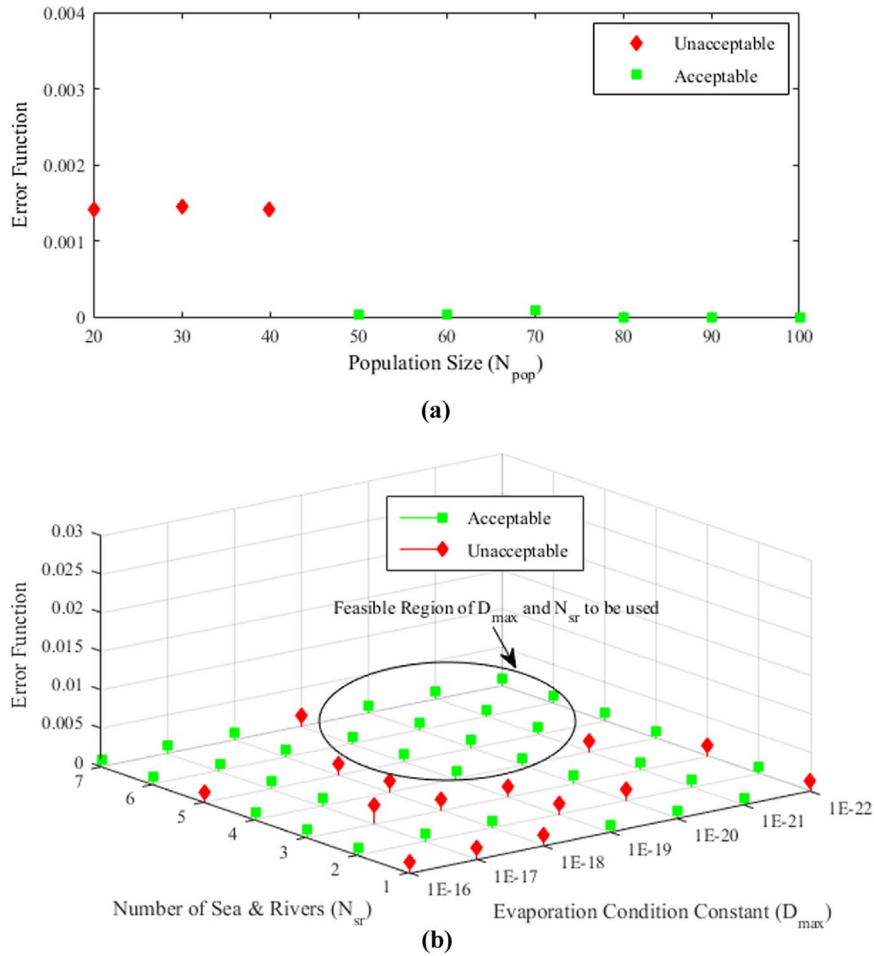 0.004
Unacceptable
Acceptable
0.003
0.002
0.001
0
Error Function
20 30 40 50 60 70 80 90 100
Population Size (N_pop)
(a)
Acceptable
Unacceptable
Feasible Region of D_max and N_sr to be used
0.03
0.025
0.02
0.015
0.01
0.005
0
Error Function
7 6 5 4 3 2 1
1E-16 1E-17 1E-18 1E-19 1E-20 1E-21 1E-22
Number of Sea & Rivers (N_sr)
Evaporation Condition Constant (D_max)
(b)